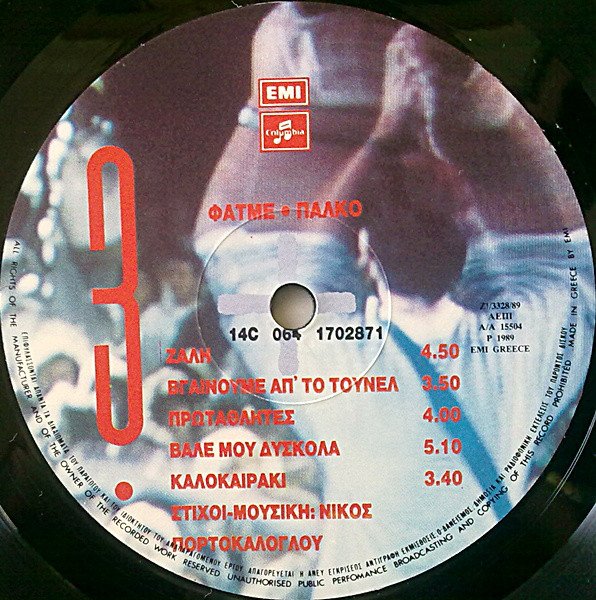 EMI
Columbia
ΦΑΤΜΕ • ΠΑΛΚΟ
3.
14C 064 1702871
Σ1/3328/89
ΑΕΠΙ
Α/Α 15504
P 1989
EMI GREECE
ΖΑΛΗ 4.50
ΒΓΑΙΝΟΥΜΕ ΑΠ' ΤΟ ΤΟΥΝΕΛ 3.50
ΠΡΩΤΑΘΛΗΤΕΣ 4.00
ΒΑΛΕ ΜΟΥ ΔΥΣΚΟΛΑ 5.10
ΚΑΛΟΚΑΙΡΑΚΙ 3.40
ΣΤΙΧΟΙ-ΜΟΥΣΙΚΗ: ΝΙΚΟΣ
ΠΟΡΤΟΚΑΛΟΓΛΟΥ
ALL RIGHTS OF THE MANUFACTURER AND OF THE OWNER OF THE RECORDED WORK RESERVED UNAUTHORISED PUBLIC PERFOMANCE BROADCASTING AND COPYING OF THIS RECORD PROHIBITED MADE IN GREECE BY EMI